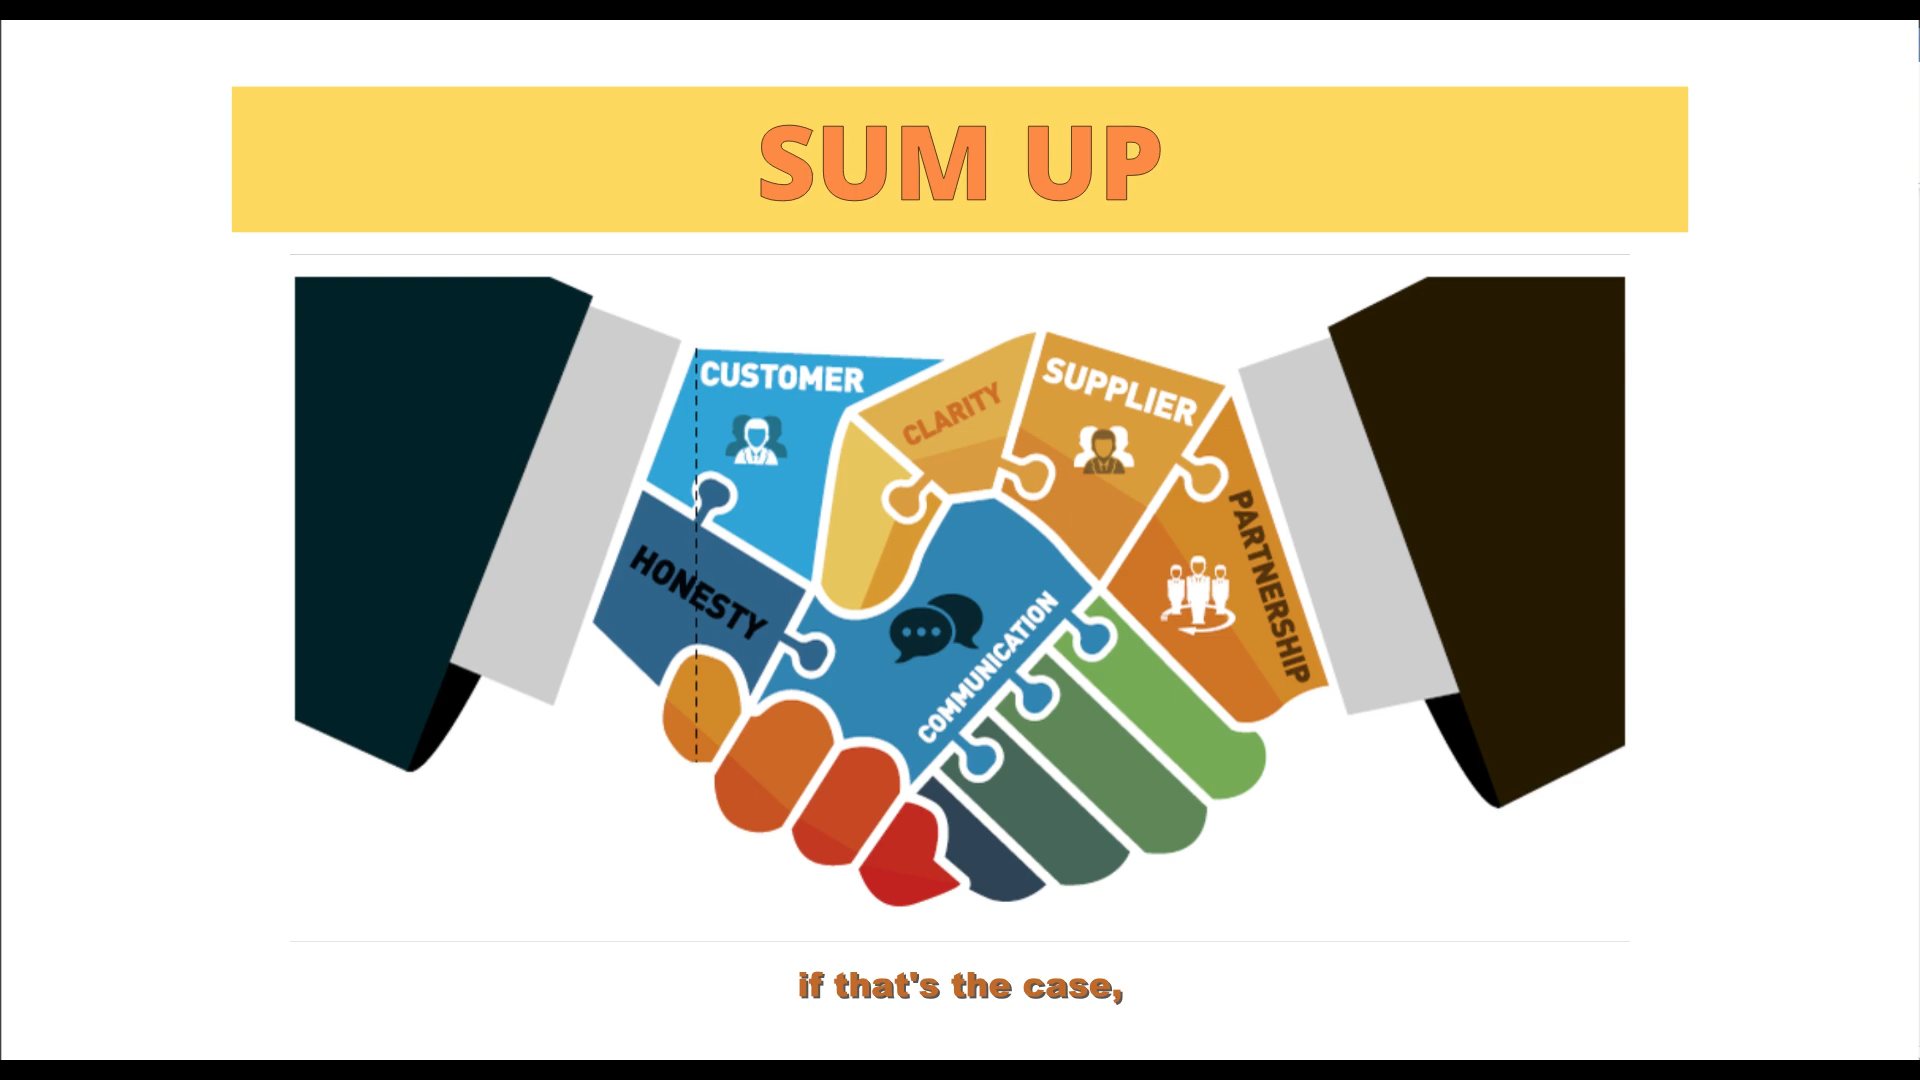 SUM UP
CUSTOMER
CLARITY
SUPPLIER
HONESTY
COMMUNICATION
PARTNERSHIP
if that's the case,